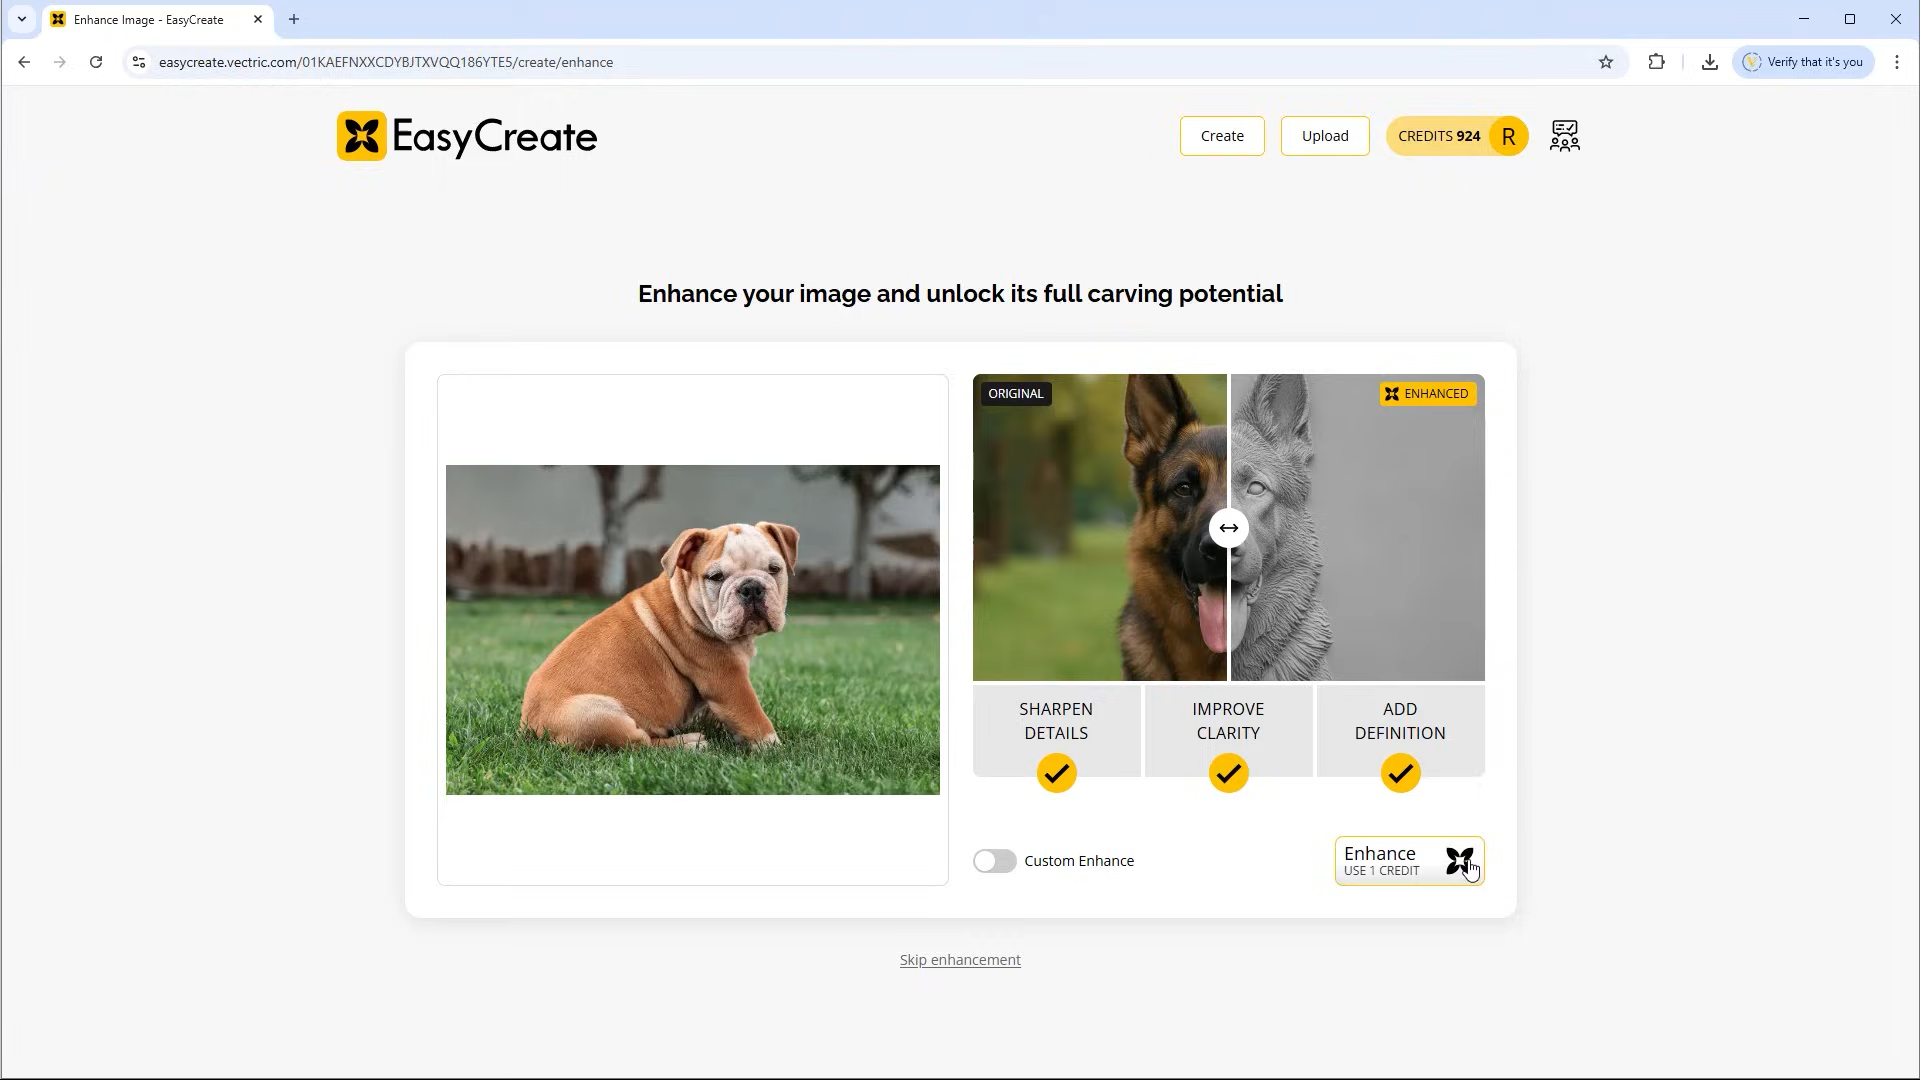 Enhance Image - EasyCreate
easycreate.vectric.com/01KAEFNXXCDYBJTXVQQ186YTE5/create/enhance
Verify that it's you
EasyCreate
Create
Upload
CREDITS 924
R
Enhance your image and unlock its full carving potential
ORIGINAL
ENHANCED
SHARPEN
DETAILS
IMPROVE
CLARITY
ADD
DEFINITION
Custom Enhance
Enhance
USE 1 CREDIT
Skip enhancement